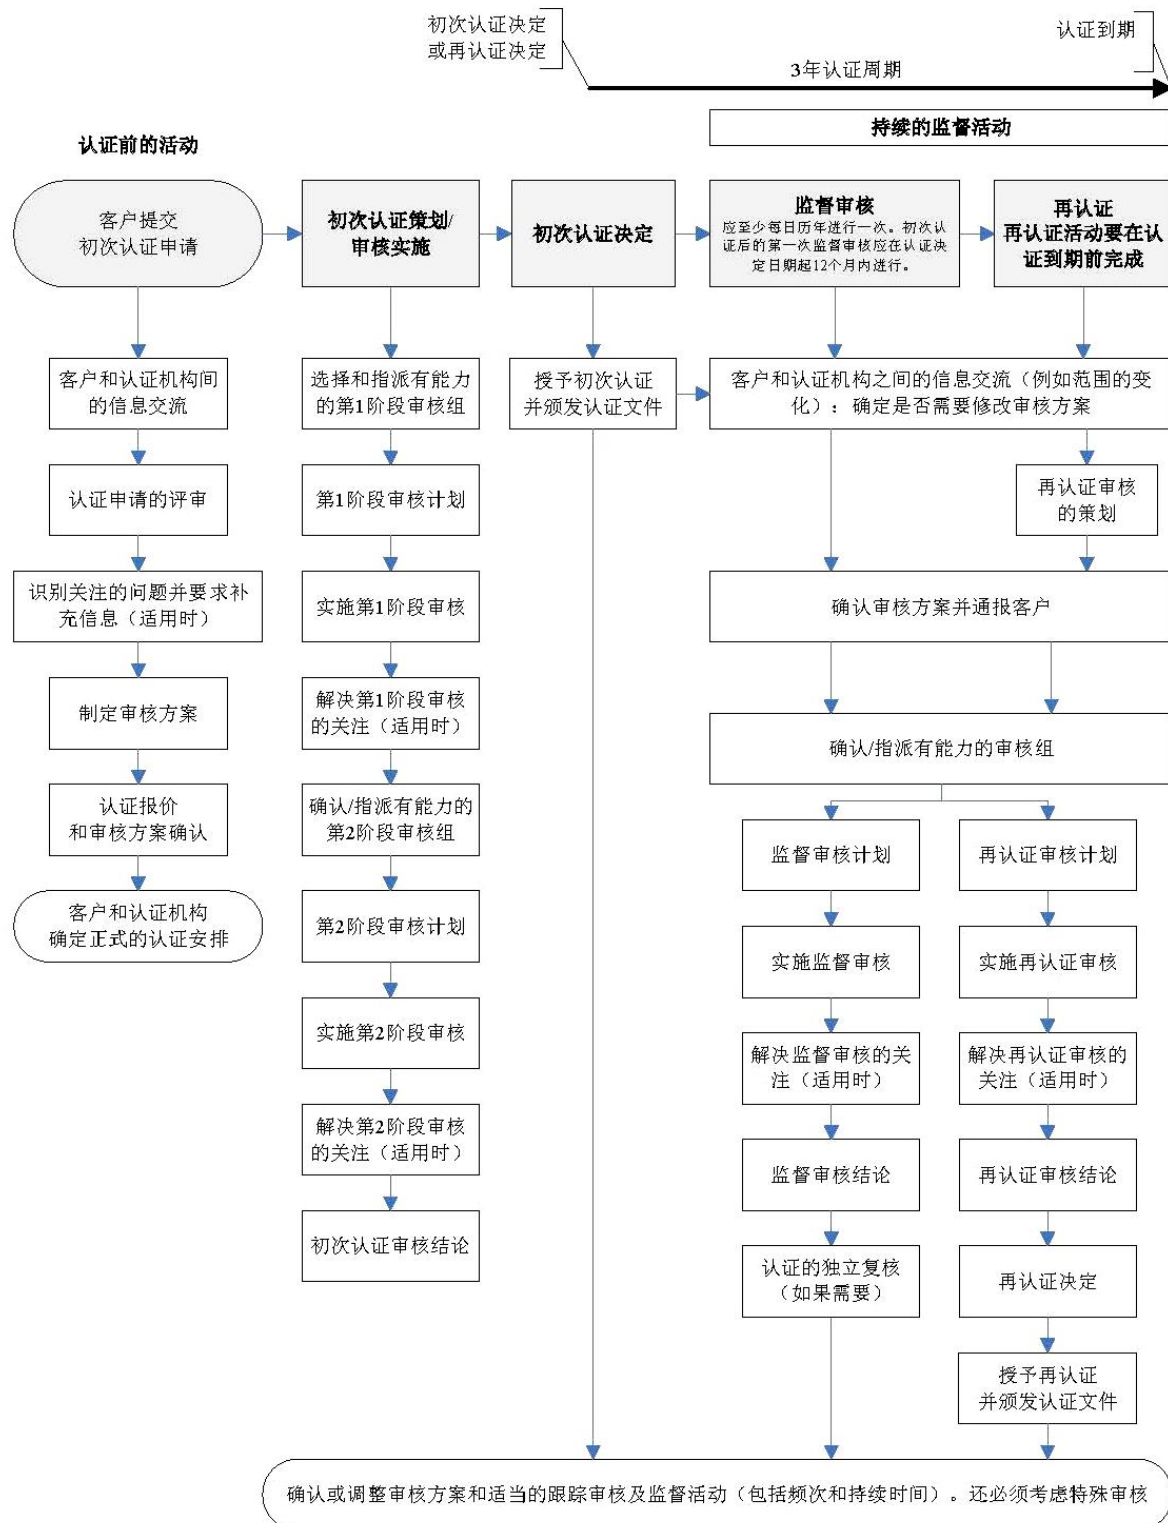 初次认证决定
或再认证决定
认证到期
3年认证周期
持续的监督活动
认证前的活动
客户提交
初次认证申请
初次认证策划/
审核实施
初次认证决定
监督审核
应至少每日历年进行一次。初次认
证后的第一次监督审核应在认证决
定日期起12个月内进行。
再认证
再认证活动要在认
证到期前完成
客户和认证机构间
的信息交流
认证申请的评审
识别关注的问题并要求补
充信息（适用时）
制定审核方案
认证报价
和审核方案确认
客户和认证机构
确定正式的认证安排
选择和指派有能力
的第1阶段审核组
第1阶段审核计划
实施第1阶段审核
解决第1阶段审核
的关注（适用时）
确认/指派有能力的
第2阶段审核组
第2阶段审核计划
实施第2阶段审核
解决第2阶段审核
的关注（适用时）
初次认证审核结论
授予初次认证
并颁发认证文件
客户和认证机构之间的信息交流（例如范围的变
化）：确定是否需要修改审核方案
再认证审核
的策划
确认审核方案并通报客户
确认/指派有能力的审核组
监督审核计划
实施监督审核
解决监督审核的关
注（适用时）
监督审核结论
认证的独立复核
（如果需要）
再认证审核计划
实施再认证审核
解决再认证审核的
关注（适用时）
再认证审核结论
再认证决定
授予再认证
并颁发认证文件
确认或调整审核方案和适当的跟踪审核及监督活动（包括频次和持续时间）。还必须考虑特殊审核